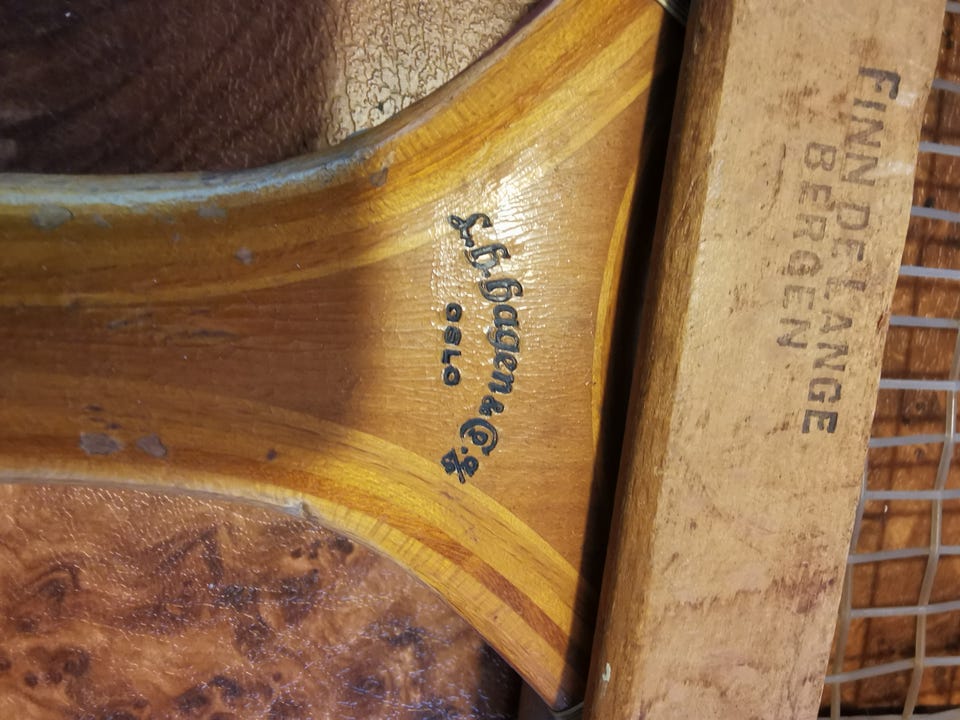 L.H. Hagen & Co. A/S
OSLO
FINN DE LANGE
BERGEN